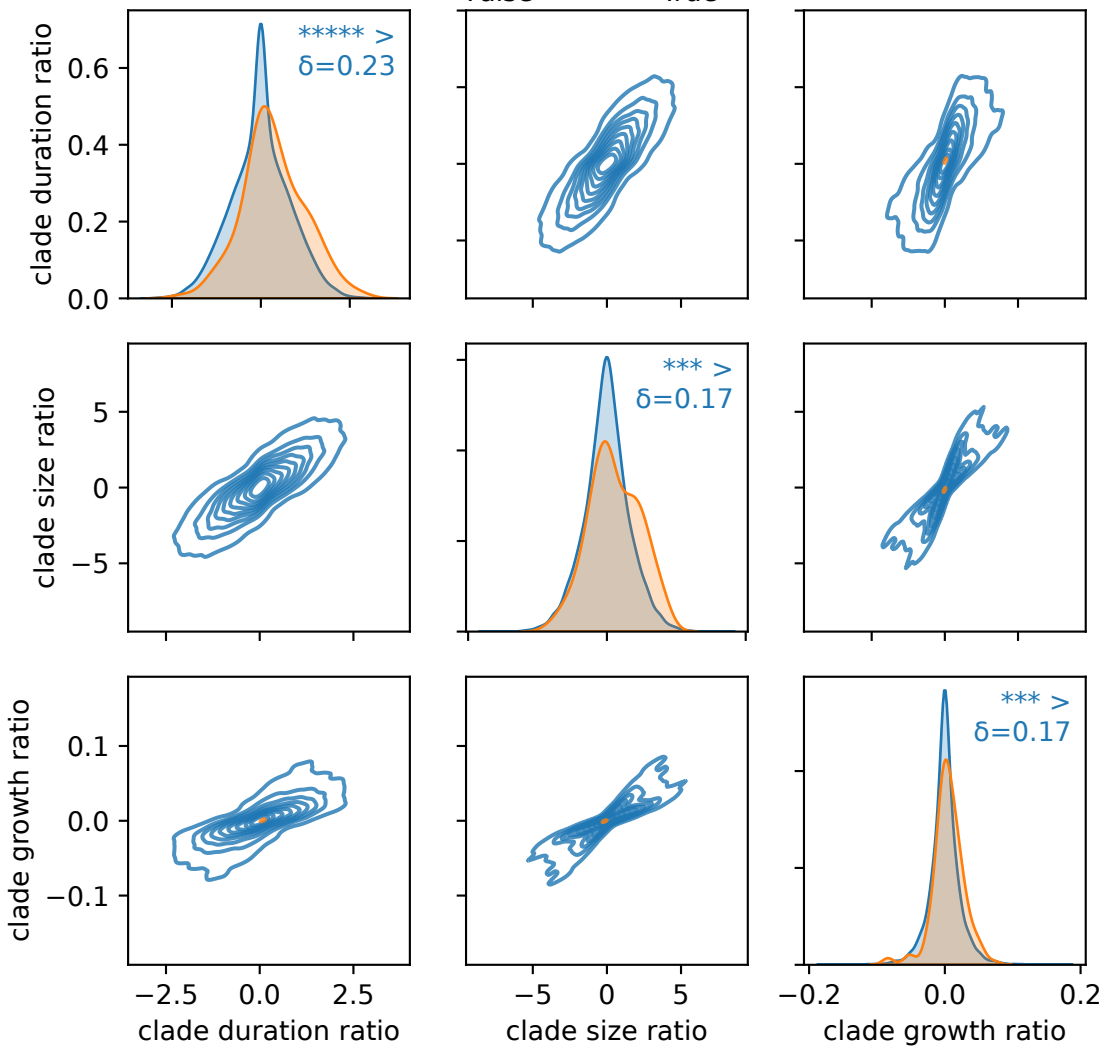 ***** >
δ=0.23
clade duration ratio
0.6
0.4
0.2
0.0
*** >
δ=0.17
clade size ratio
5
0
−5
*** >
δ=0.17
clade growth ratio
0.1
0.0
−0.1
−2.5 0.0 2.5
−5 0 5
−0.2 0.0 0.2
clade duration ratio
clade size ratio
clade growth ratio